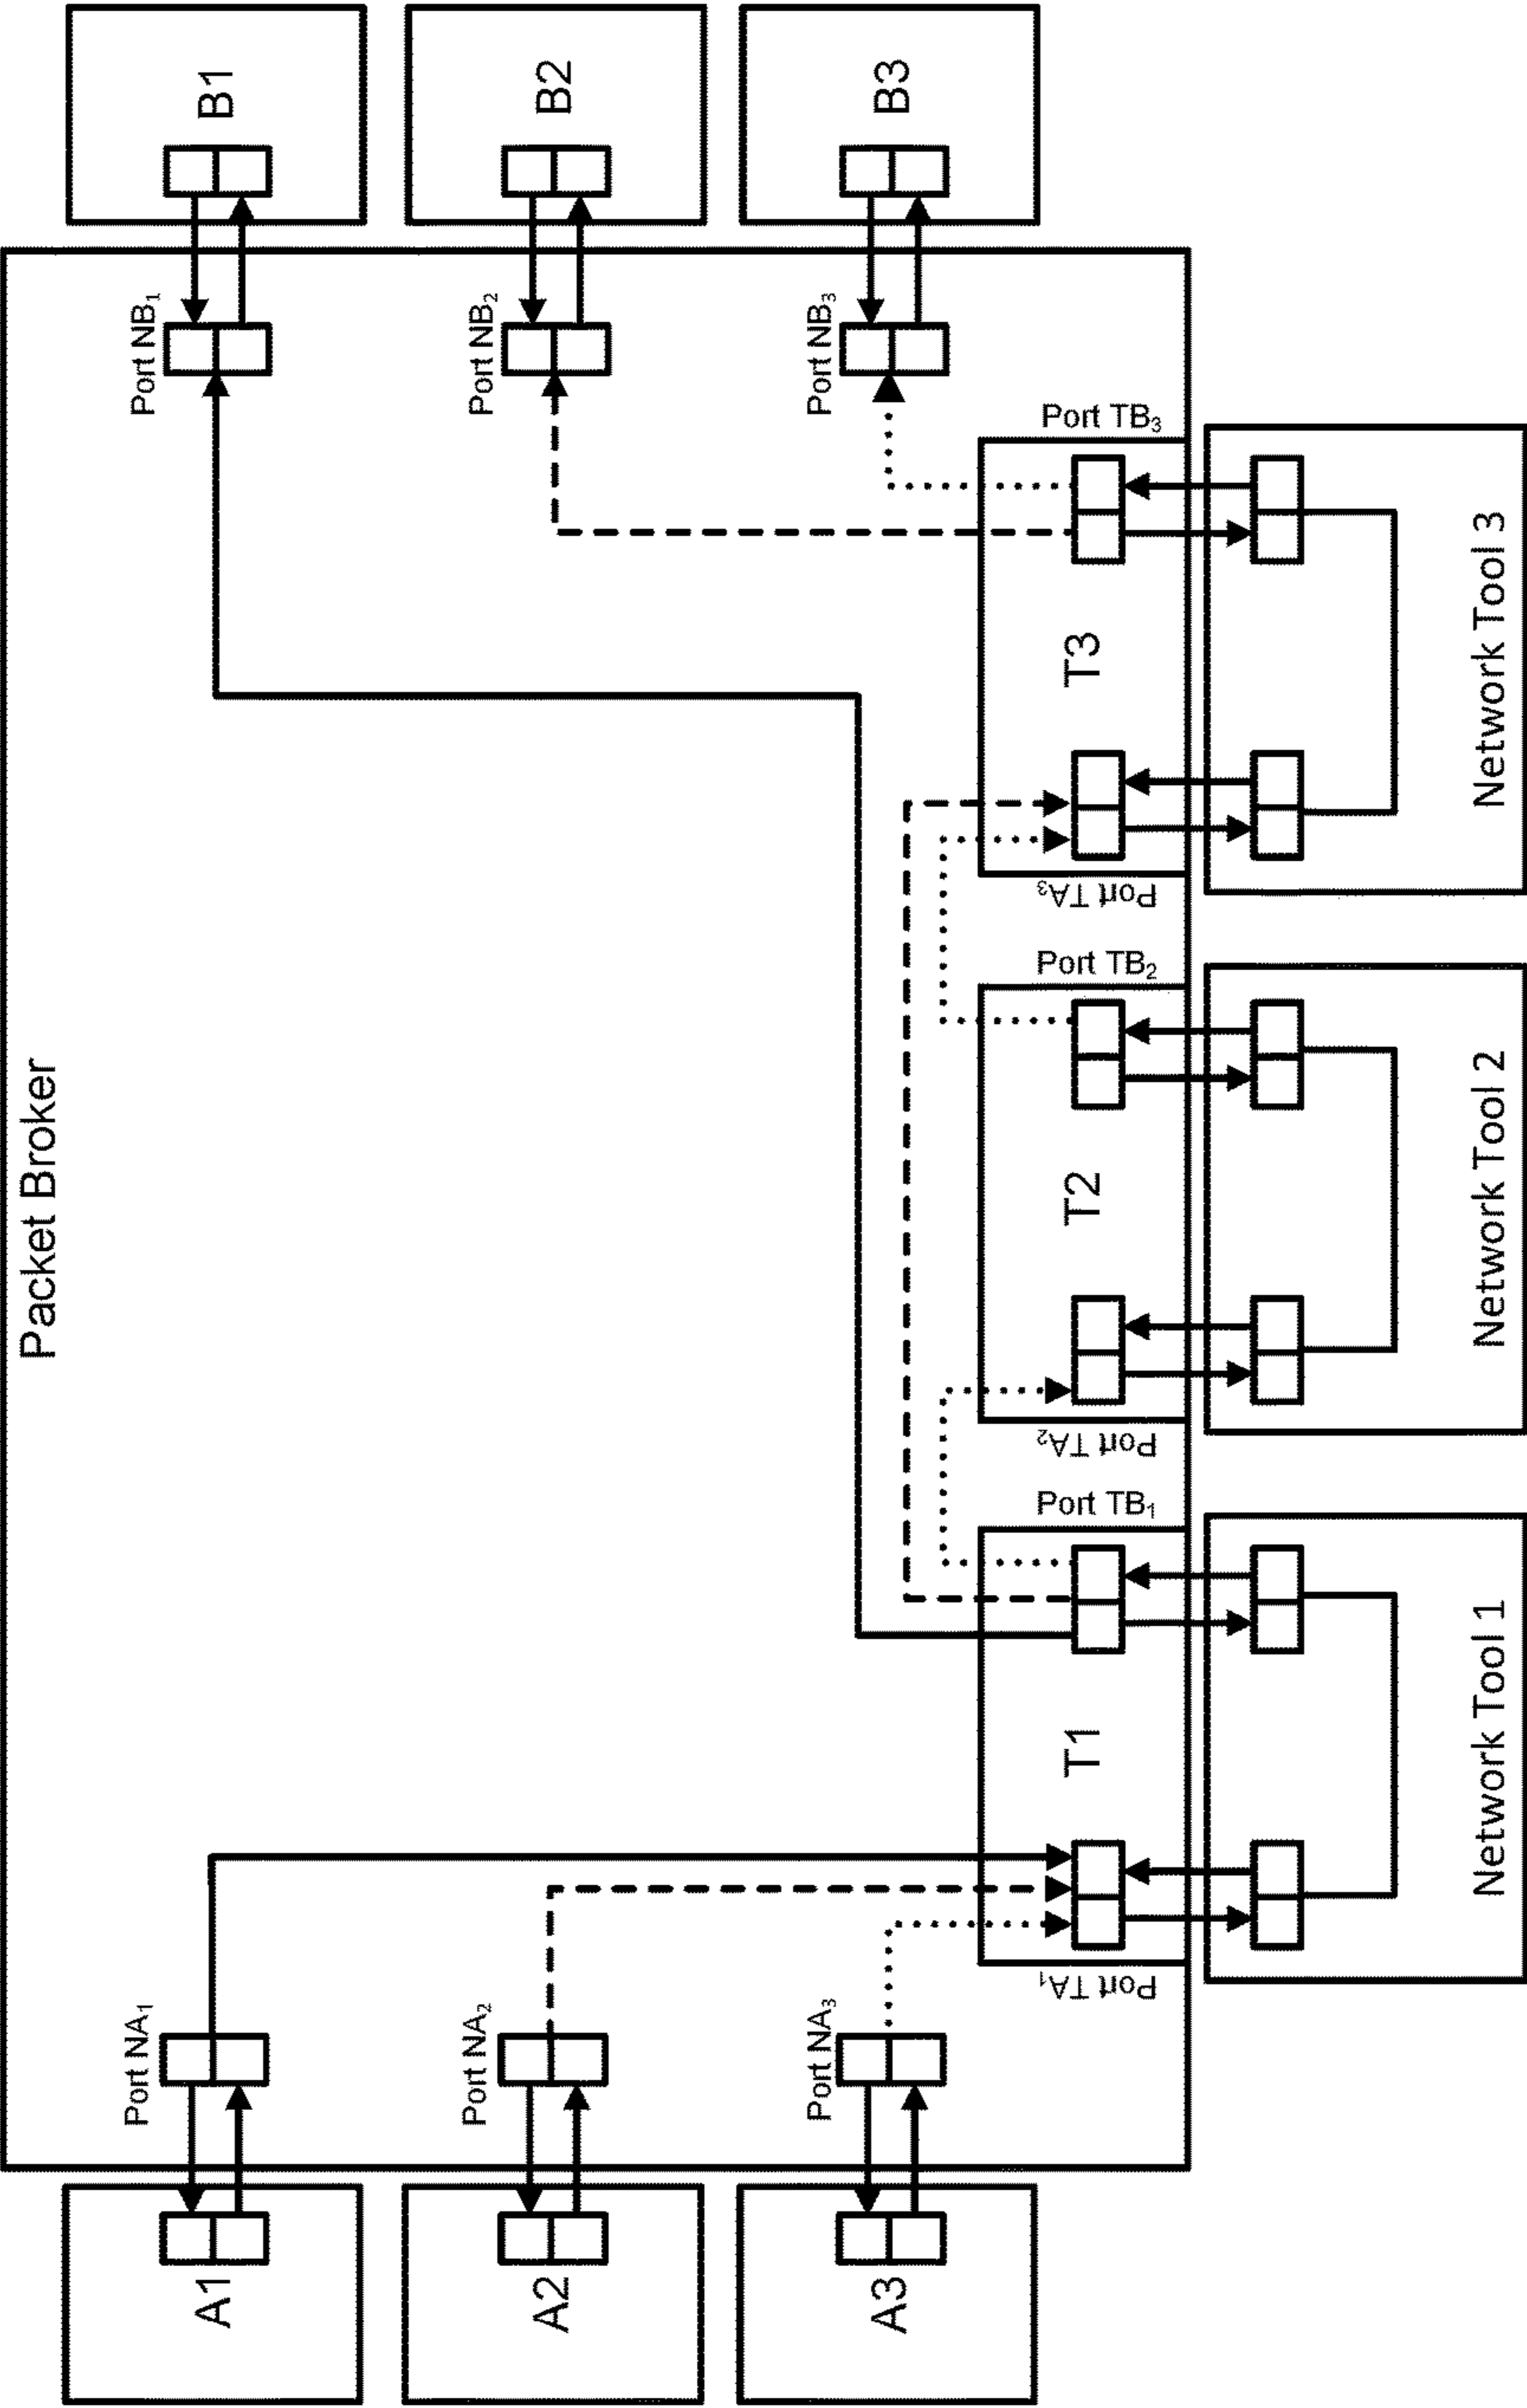 Packet Broker
A1
Port NA₁
Port NB₁
B1
A2
Port NA₂
Port NB₂
B2
A3
Port NA₃
Port NB₃
B3
Port TA₁
T1
Port TB₁
Port TA₂
T2
Port TB₂
Port TA₃
T3
Port TB₃
Network Tool 1
Network Tool 2
Network Tool 3